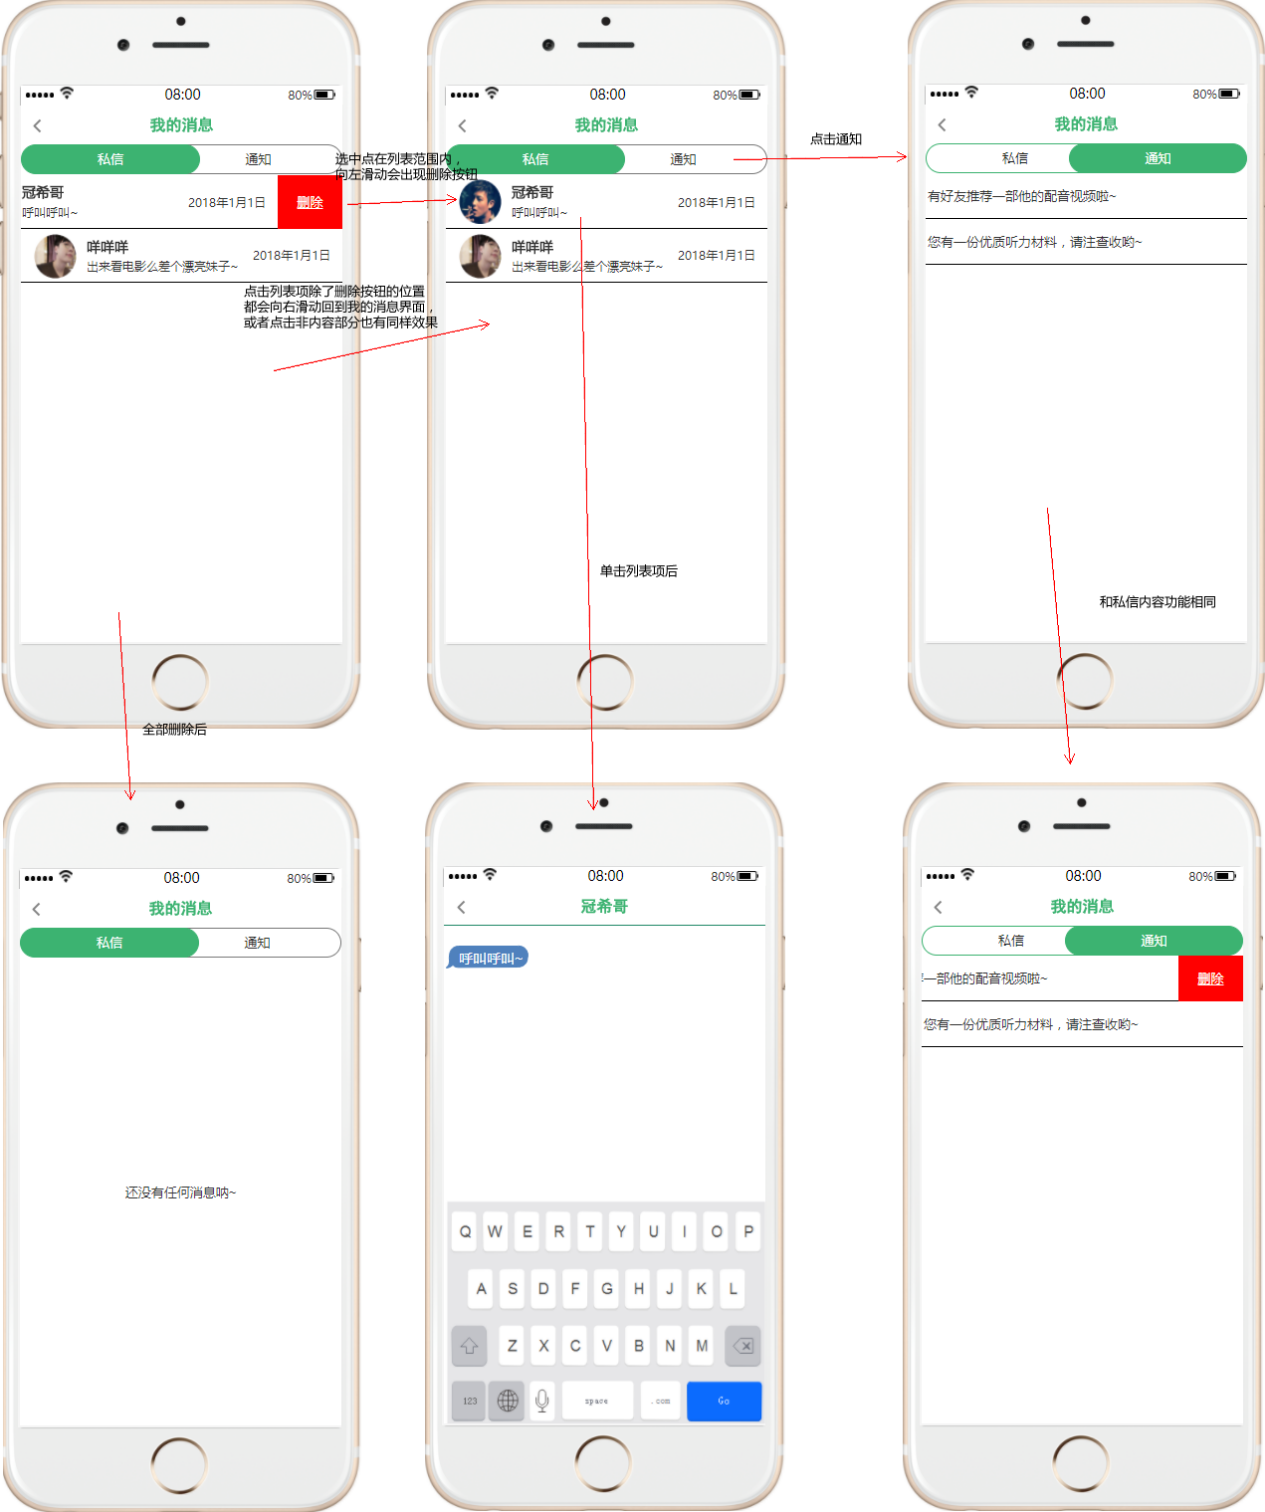 08:00
80%
我的消息
私信
通知
冠希哥
呼叫呼叫~
2018年1月1日
删除
咩咩咩
出来看电影么差个漂亮妹子~
2018年1月1日
选中点在列表范围内，
向左滑动会出现删除按钮
点击列表项除了删除按钮的位置
都会向右滑动回到我的消息界面，
或者点击非内容部分也有同样效果
全部删除后
08:00
80%
我的消息
私信
通知
冠希哥
呼叫呼叫~
2018年1月1日
咩咩咩
出来看电影么差个漂亮妹子~
2018年1月1日
单击列表项后
点击通知
08:00
80%
我的消息
私信
通知
有好友推荐一部他的配音视频啦~
您有一份优质听力材料，请注查收哟~
和私信内容功能相同
08:00
80%
我的消息
私信
通知
还没有任何消息呐~
08:00
80%
冠希哥
呼叫呼叫~
Q W E R T Y U I O P
A S D F G H J K L
Z X C V B N M
123
space
.com
Go
08:00
80%
我的消息
私信
通知
一部他的配音视频啦~
删除
您有一份优质听力材料，请注查收哟~